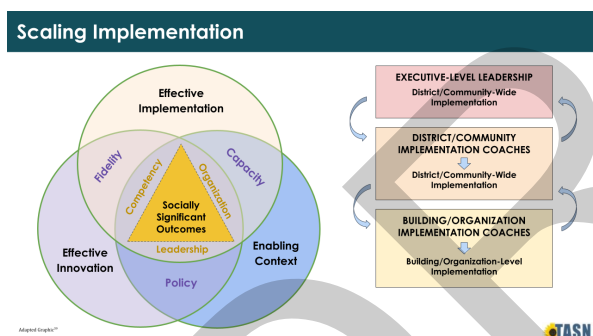 Scaling Implementation
Effective
Implementation
Fidelity
Capacity
Competency
Organization
Socially
Significant
Outcomes
Leadership
Effective
Innovation
Enabling
Context
Policy
EXECUTIVE-LEVEL LEADERSHIP
District/Community-Wide
Implementation
DISTRICT/COMMUNITY
IMPLEMENTATION COACHES
District/Community-Wide
Implementation
BUILDING/ORGANIZATION
IMPLEMENTATION COACHES
Building/Organization-Level
Implementation
Adapted Graphic
TASN